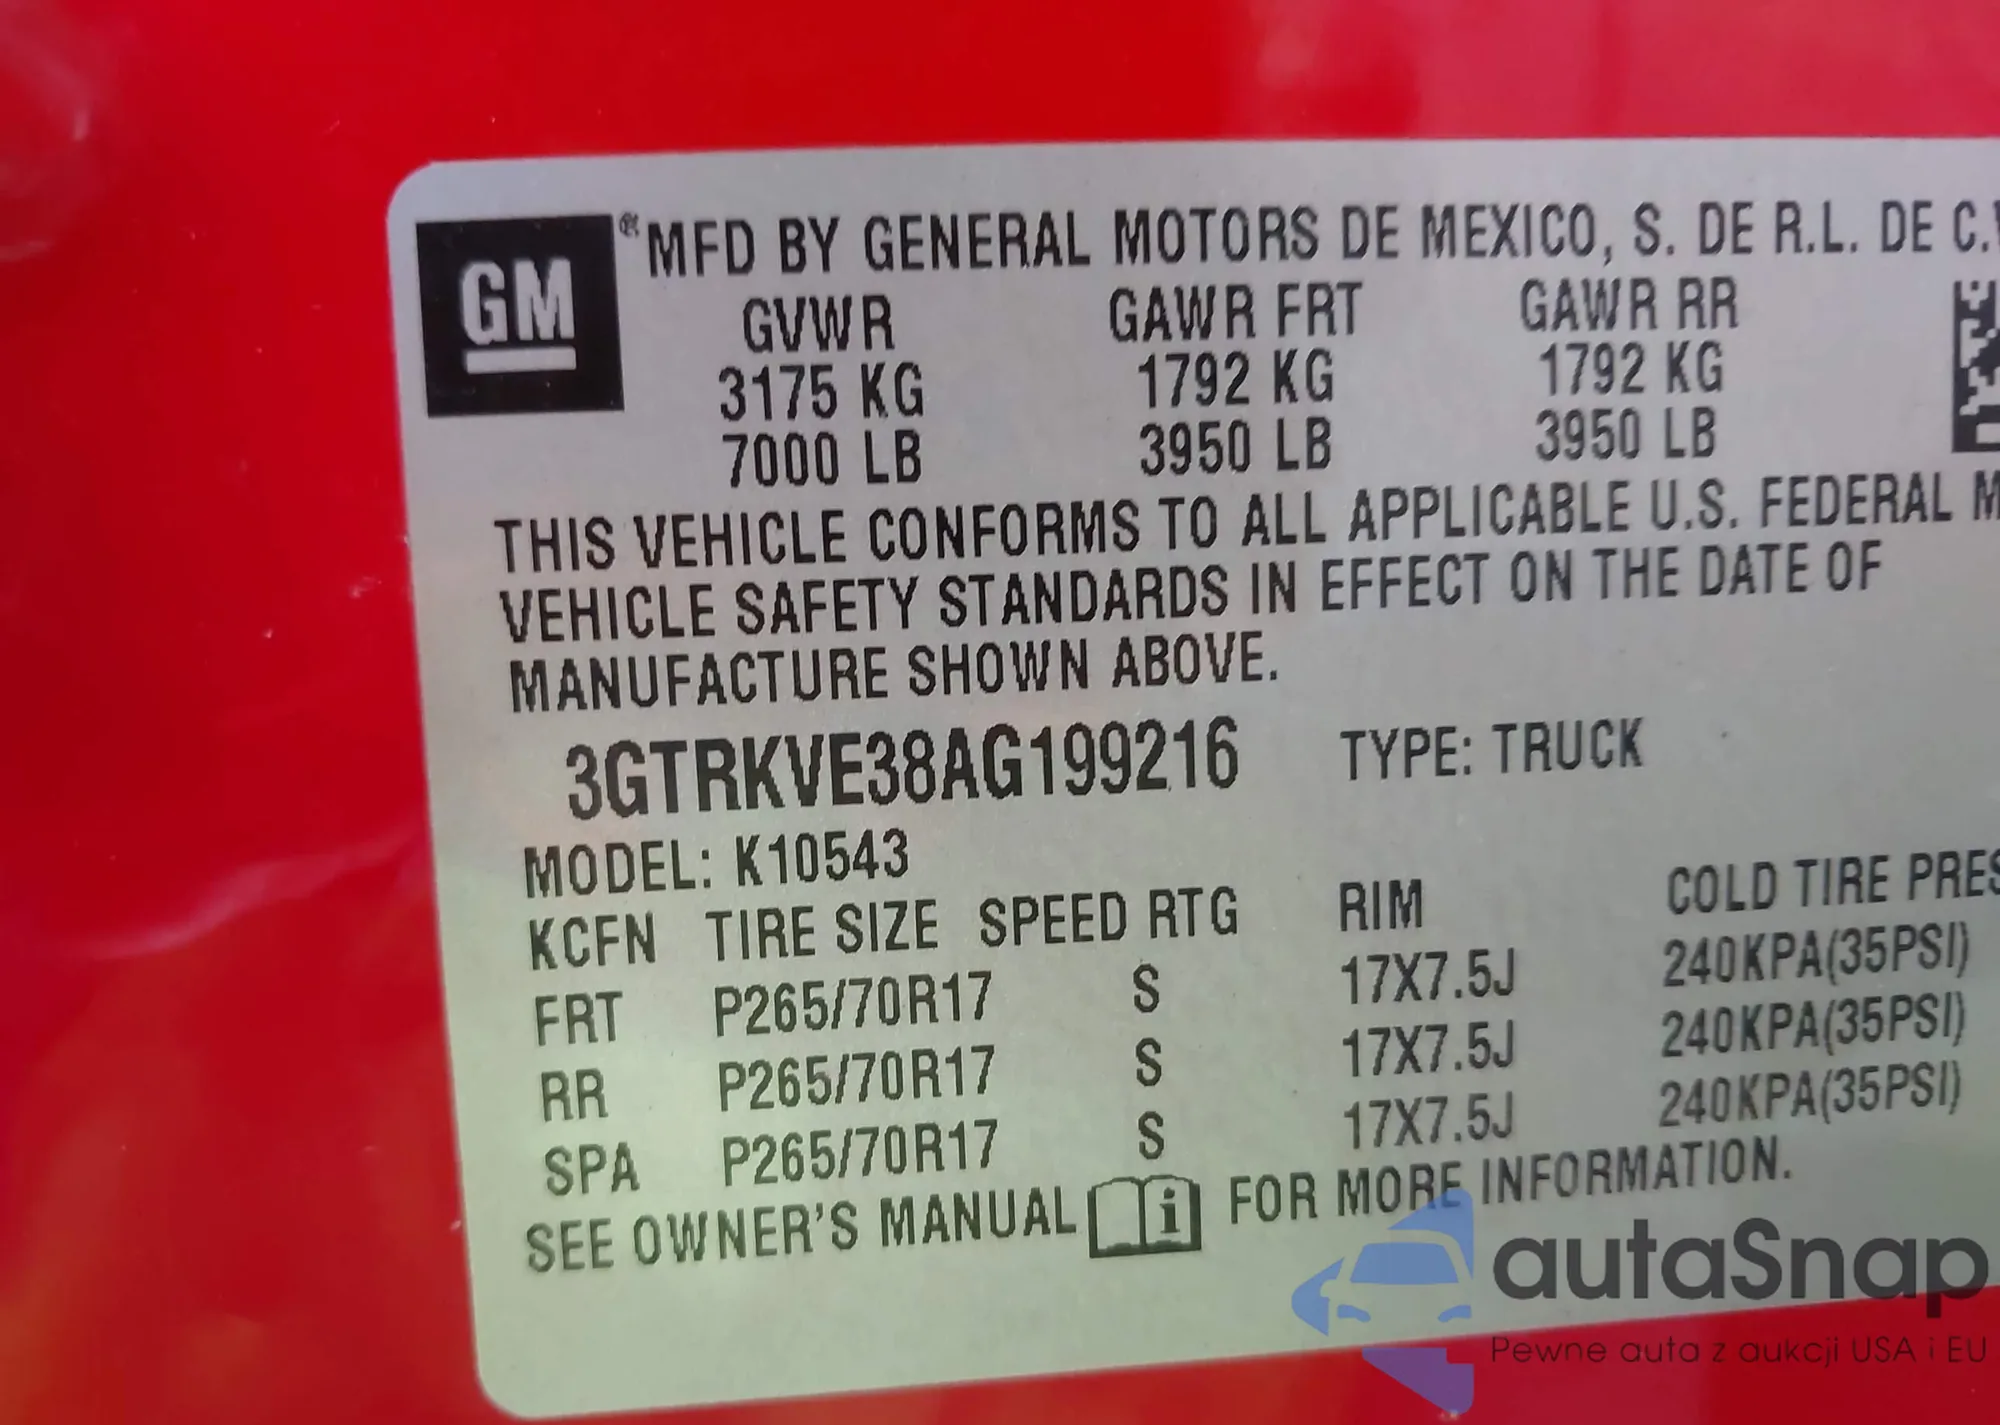 GM
® MFD BY GENERAL MOTORS DE MEXICO, S. DE R.L. DE C.
GVWR GAWR FRT GAWR RR
3175 KG 1792 KG 1792 KG
7000 LB 3950 LB 3950 LB
THIS VEHICLE CONFORMS TO ALL APPLICABLE U.S. FEDERAL M
VEHICLE SAFETY STANDARDS IN EFFECT ON THE DATE OF
MANUFACTURE SHOWN ABOVE.
3GTRKVE38AG199216 TYPE: TRUCK
MODEL: K10543
KCFN TIRE SIZE SPEED RTG RIM COLD TIRE PRES
FRT P265/70R17 S 17X7.5J 240KPA(35PSI)
RR P265/70R17 S 17X7.5J 240KPA(35PSI)
SPA P265/70R17 S 17X7.5J 240KPA(35PSI)
SEE OWNER'S MANUAL i FOR MORE INFORMATION.
autaSnap
Pewne auta z aukcji USA i EU